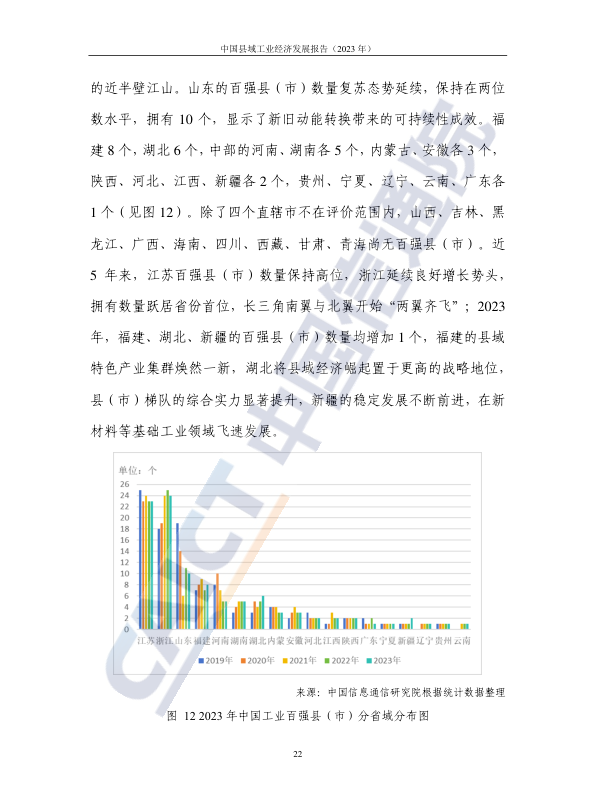 中国县域工业经济发展报告（2023 年）
的近半壁江山。山东的百强县（市）数量复苏态势延续，保持在两位
数水平，拥有 10 个，显示了新旧动能转换带来的可持续性成效。福
建 8 个，湖北 6 个，中部的河南、湖南各 5 个，内蒙古、安徽各 3 个，
陕西、河北、江西、新疆各 2 个，贵州、宁夏、辽宁、云南、广东各
1 个（见图 12）。除了四个直辖市不在评价范围内，山西、吉林、黑
龙江、广西、海南、四川、西藏、甘肃、青海尚无百强县（市）。近
5 年来，江苏百强县（市）数量保持高位，浙江延续良好增长势头，
拥有数量跃居省份首位，长三角南翼与北翼开始“两翼齐飞”；2023
年，福建、湖北、新疆的百强县（市）数量均增加 1 个，福建的县域
特色产业集群焕然一新，湖北将县域经济崛起置于更高的战略地位，
县（市）梯队的综合实力显著提升，新疆的稳定发展不断前进，在新
材料等基础工业领域飞速发展。
单位：个
26
24
22
20
18
16
14
12
10
8
6
4
2
0
江苏 浙江 山东 福建 河南 湖南 湖北 内蒙 安徽 河北 江西 陕西 广东 宁夏 新疆 辽宁 贵州 云南
2019年 2020年 2021年 2022年 2023年
来源：中国信息通信研究院根据统计数据整理
图 12 2023 年中国工业百强县（市）分省域分布图
22
CAICT 中国信通院